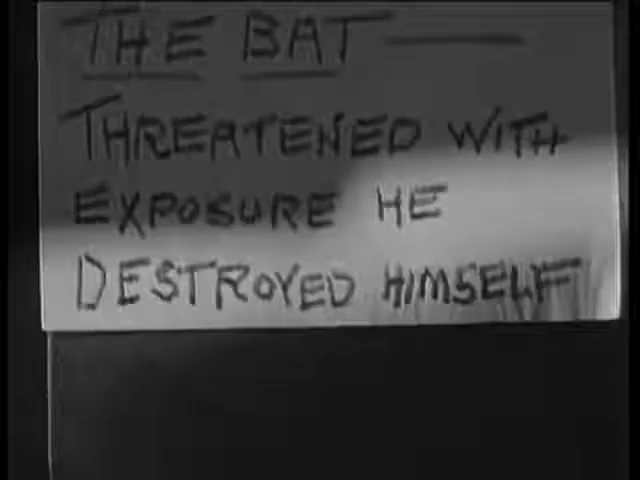 THE BAT —
THREATENED WITH
EXPOSURE HE
DESTROYED HIMSELF